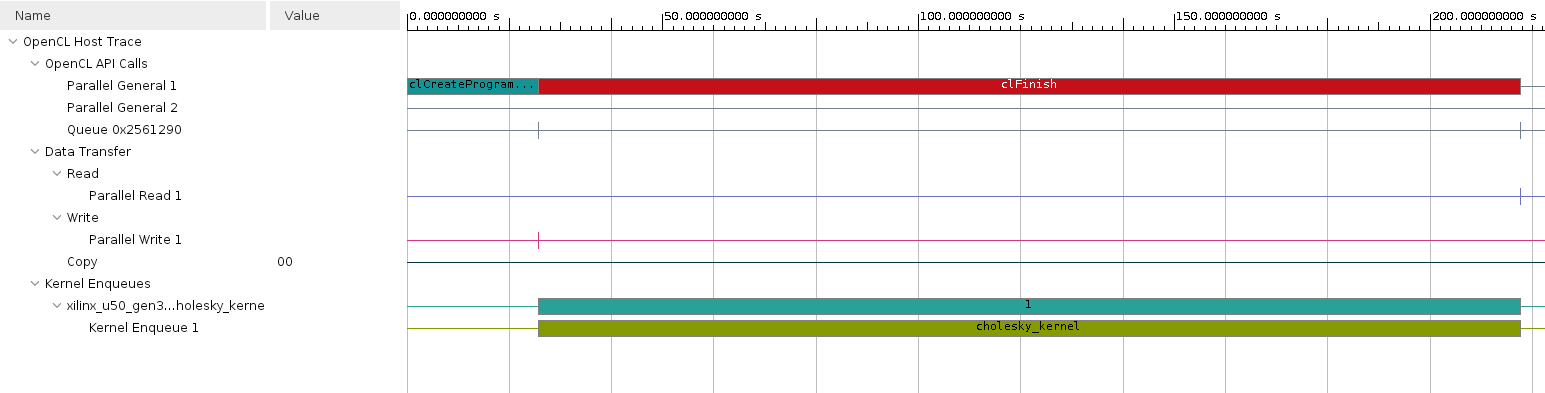 Name Value 0.000000000 s 50.000000000 s 100.000000000 s 150.000000000 s 200.000000000 s
OpenCL Host Trace
OpenCL API Calls
Parallel General 1 clCreateProgram... clFinish
Parallel General 2
Queue 0x2561290
Data Transfer
Read
Parallel Read 1
Write
Parallel Write 1
Copy 00
Kernel Enqueues
xilinx_u50_gen3...holesky_kerne 1
Kernel Enqueue 1 cholesky_kernel